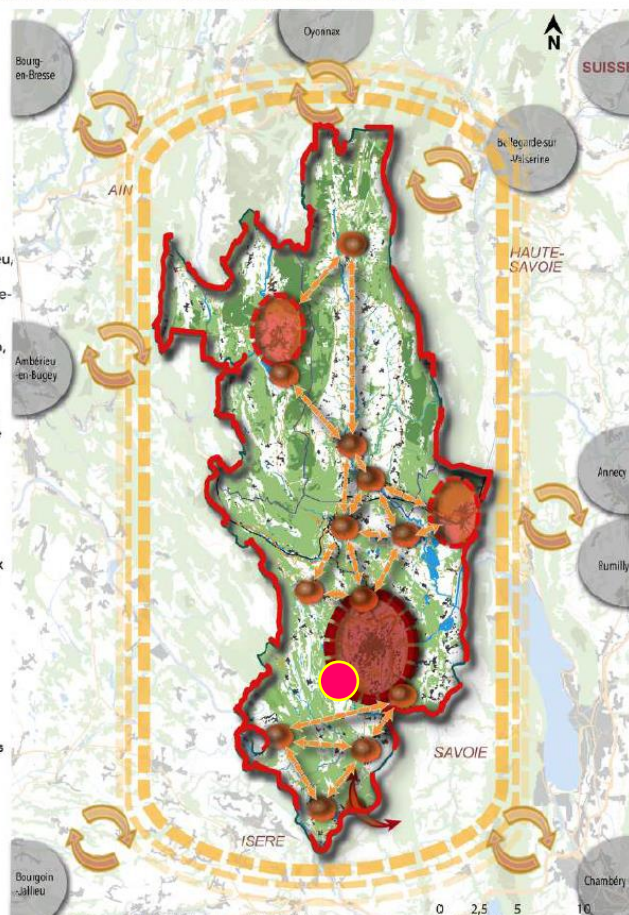 Oyonnax
N
Bourg-
en-Bresse
SUISSE
Bellegarde-sur
-Valserine
AIN
HAUTE-
SAVOIE
Ambérieu
-en-Bugey
Annecy
Rumilly
SAVOIE
ISERE
Bourgoin
-Jallieu
Chambéry
0 2,5 5 10